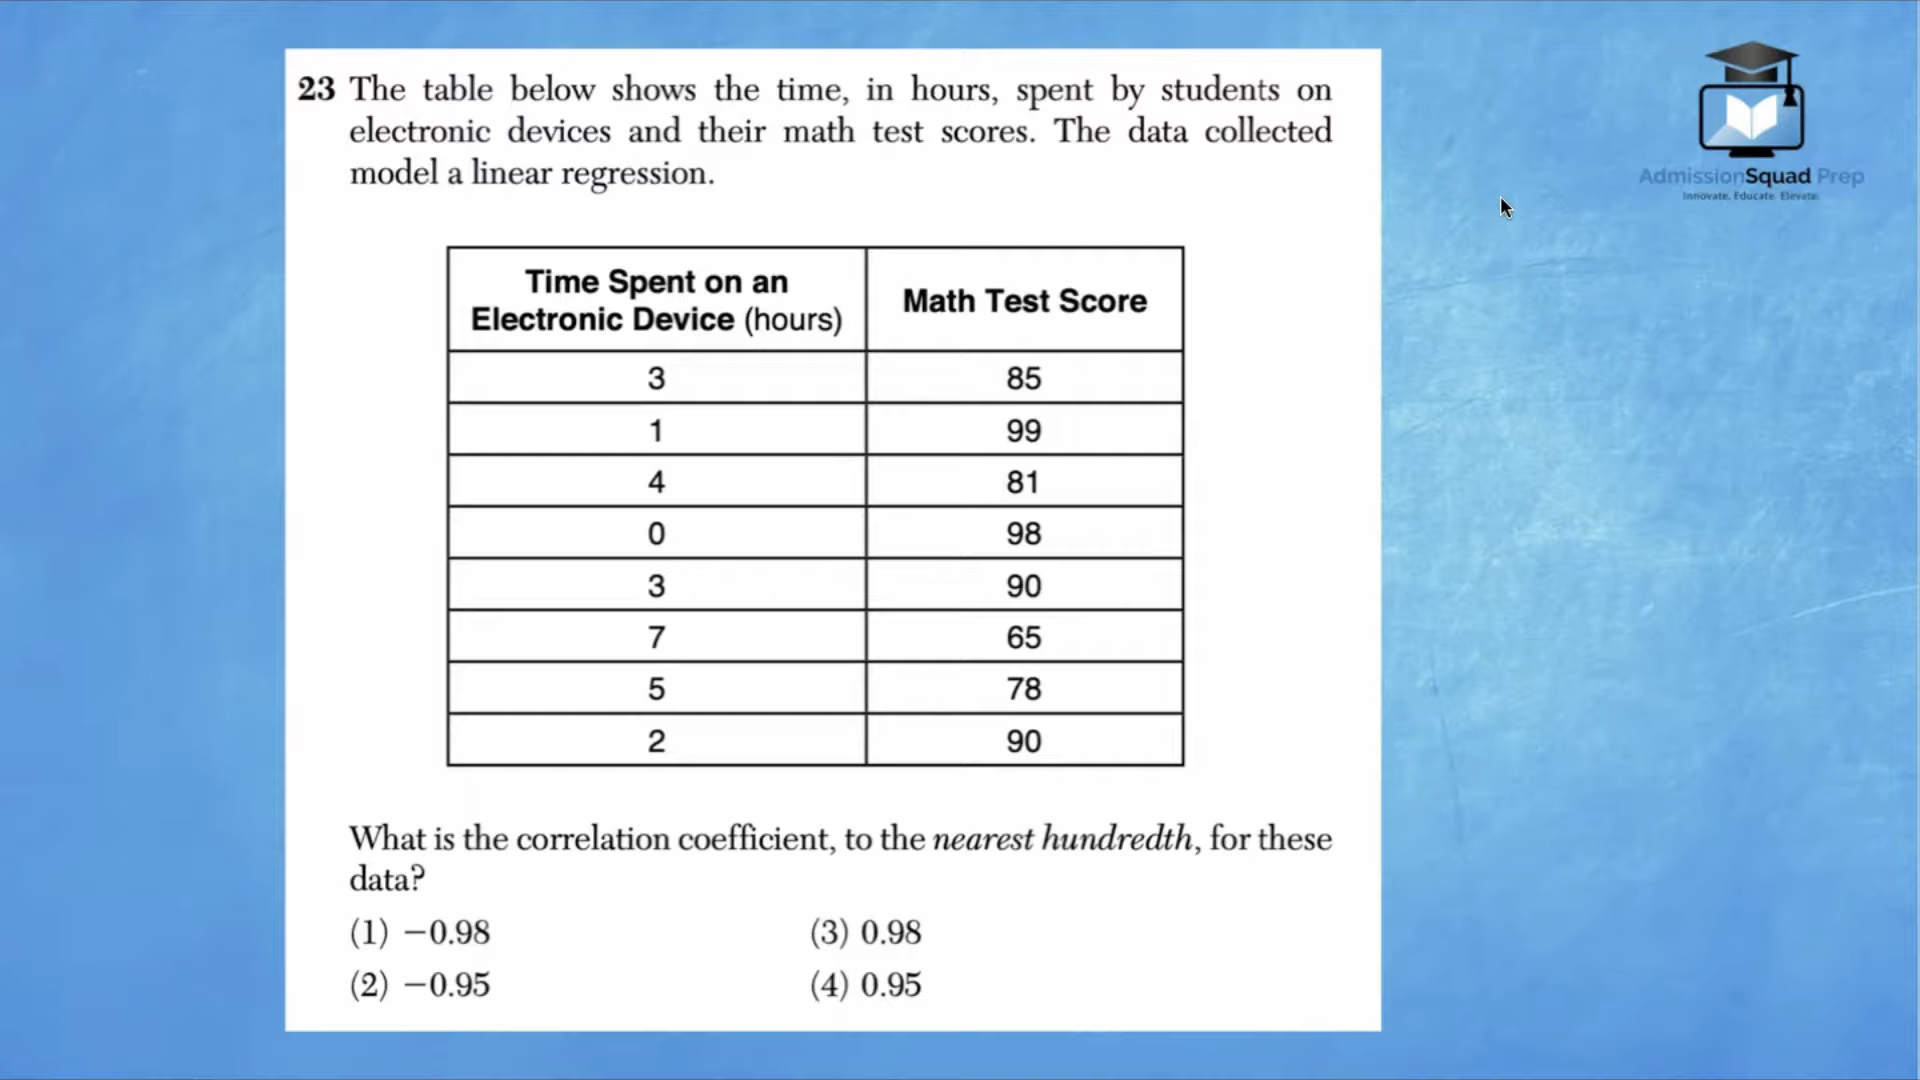 23 The table below shows the time, in hours, spent by students on
electronic devices and their math test scores. The data collected
model a linear regression.
Time Spent on an
Electronic Device (hours)
Math Test Score
3 85
1 99
4 81
0 98
3 90
7 65
5 78
2 90
What is the correlation coefficient, to the nearest hundredth, for these
data?
(1) −0.98 (3) 0.98
(2) −0.95 (4) 0.95
AdmissionSquad Prep
Innovate. Educate. Elevate.